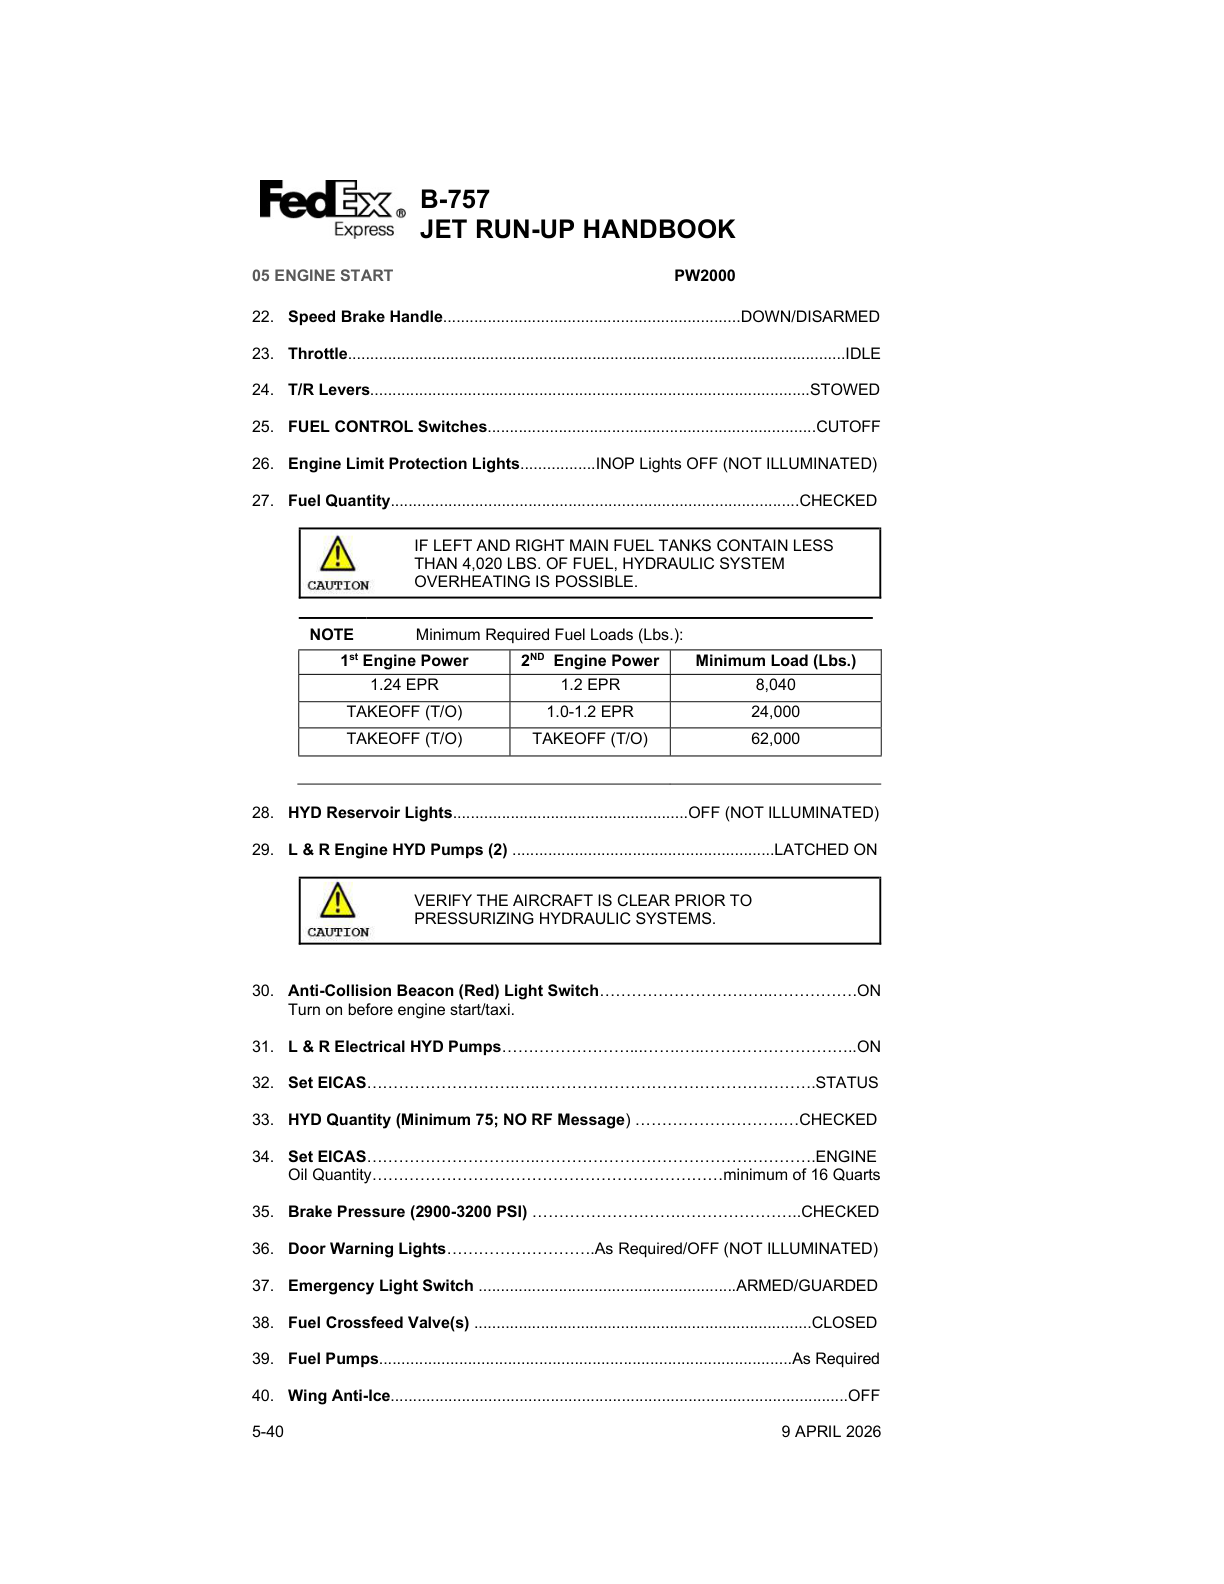 FedEx® Express
B-757
JET RUN-UP HANDBOOK
05 ENGINE START PW2000
22. Speed Brake Handle...................................................................DOWN/DISARMED
23. Throttle................................................................................................................IDLE
24. T/R Levers...................................................................................................STOWED
25. FUEL CONTROL Switches..........................................................................CUTOFF
26. Engine Limit Protection Lights.................INOP Lights OFF (NOT ILLUMINATED)
27. Fuel Quantity............................................................................................CHECKED
CAUTION
IF LEFT AND RIGHT MAIN FUEL TANKS CONTAIN LESS
THAN 4,020 LBS. OF FUEL, HYDRAULIC SYSTEM
OVERHEATING IS POSSIBLE.
NOTE Minimum Required Fuel Loads (Lbs.):
1st Engine Power 2ND Engine Power Minimum Load (Lbs.)
1.24 EPR 1.2 EPR 8,040
TAKEOFF (T/O) 1.0-1.2 EPR 24,000
TAKEOFF (T/O) TAKEOFF (T/O) 62,000
28. HYD Reservoir Lights.....................................................OFF (NOT ILLUMINATED)
29. L & R Engine HYD Pumps (2) ...........................................................LATCHED ON
CAUTION
VERIFY THE AIRCRAFT IS CLEAR PRIOR TO
PRESSURIZING HYDRAULIC SYSTEMS.
30. Anti-Collision Beacon (Red) Light Switch……………………….…...……………ON
Turn on before engine start/taxi.
31. L & R Electrical HYD Pumps……………………....…….…..………………………..ON
32. Set EICAS……………………….…..…………………………………………….STATUS
33. HYD Quantity (Minimum 75; NO RF Message) ……………………….…CHECKED
34. Set EICAS……………………….…..…………………………………………….ENGINE
Oil Quantity…………………………………………………………minimum of 16 Quarts
35. Brake Pressure (2900-3200 PSI) ……………………….…………………..CHECKED
36. Door Warning Lights……………………….As Required/OFF (NOT ILLUMINATED)
37. Emergency Light Switch ..........................................................ARMED/GUARDED
38. Fuel Crossfeed Valve(s) ............................................................................CLOSED
39. Fuel Pumps.............................................................................................As Required
40. Wing Anti-Ice.......................................................................................................OFF
5-40 9 APRIL 2026